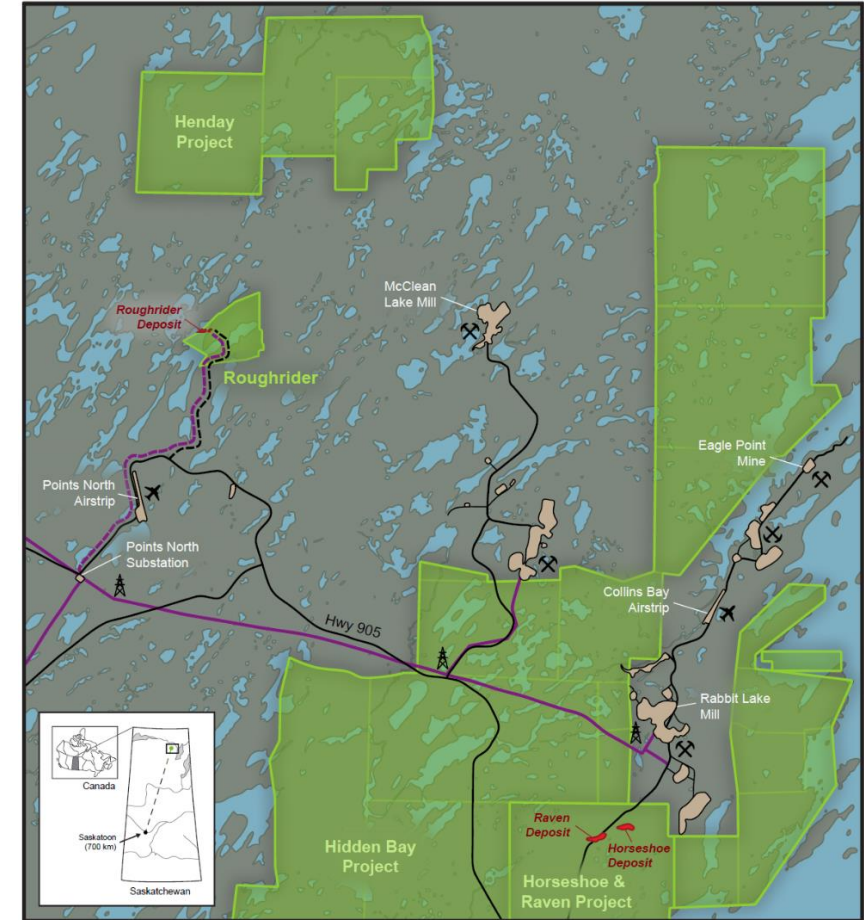 Henday
Project
McClean
Lake Mill
Roughrider
Deposit
Roughrider
Eagle Point
Mine
Points North
Airstrip
Points North
Substation
Collins Bay
Airstrip
Hwy 905
Rabbit Lake
Mill
Canada
Saskatoon
(700 km)
Saskatchewan
Raven
Deposit
Horseshoe
Deposit
Hidden Bay
Project
Horseshoe &
Raven Project